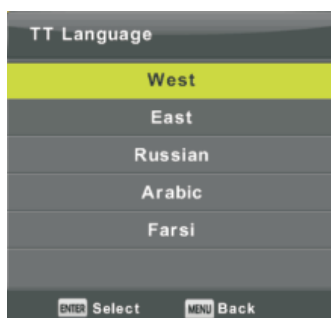 TT Language
West
East
Russian
Arabic
Farsi
ENTER Select MENU Back